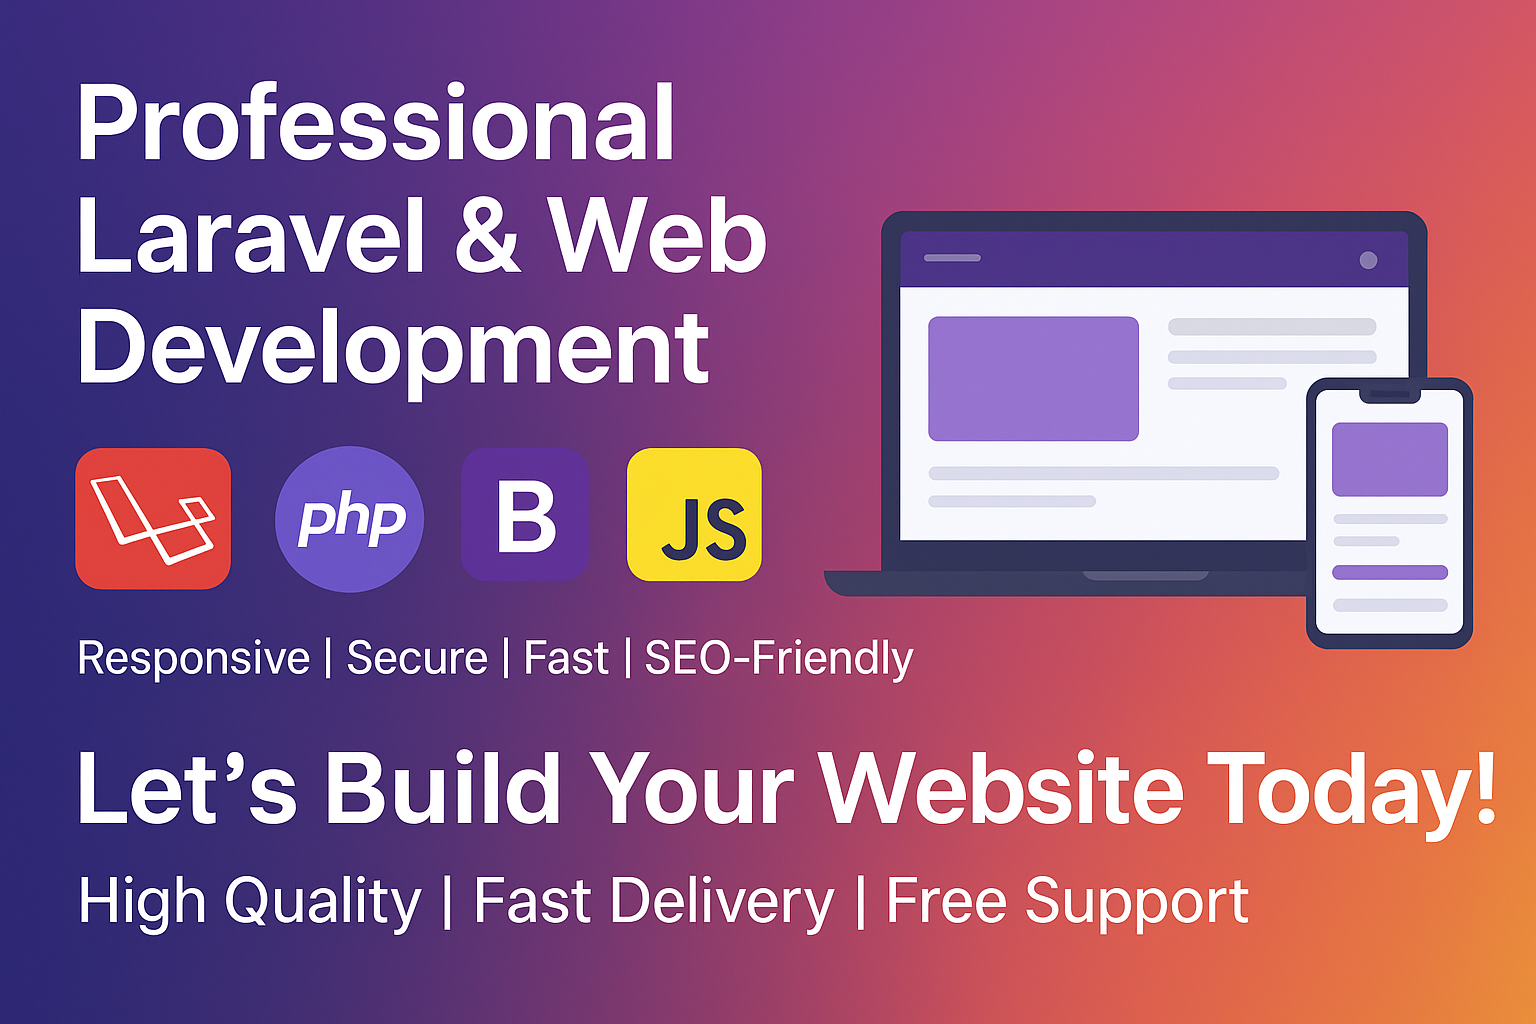 Professional
Laravel & Web
Development
php
B
JS
Responsive | Secure | Fast | SEO-Friendly
Let’s Build Your Website Today!
High Quality | Fast Delivery | Free Support